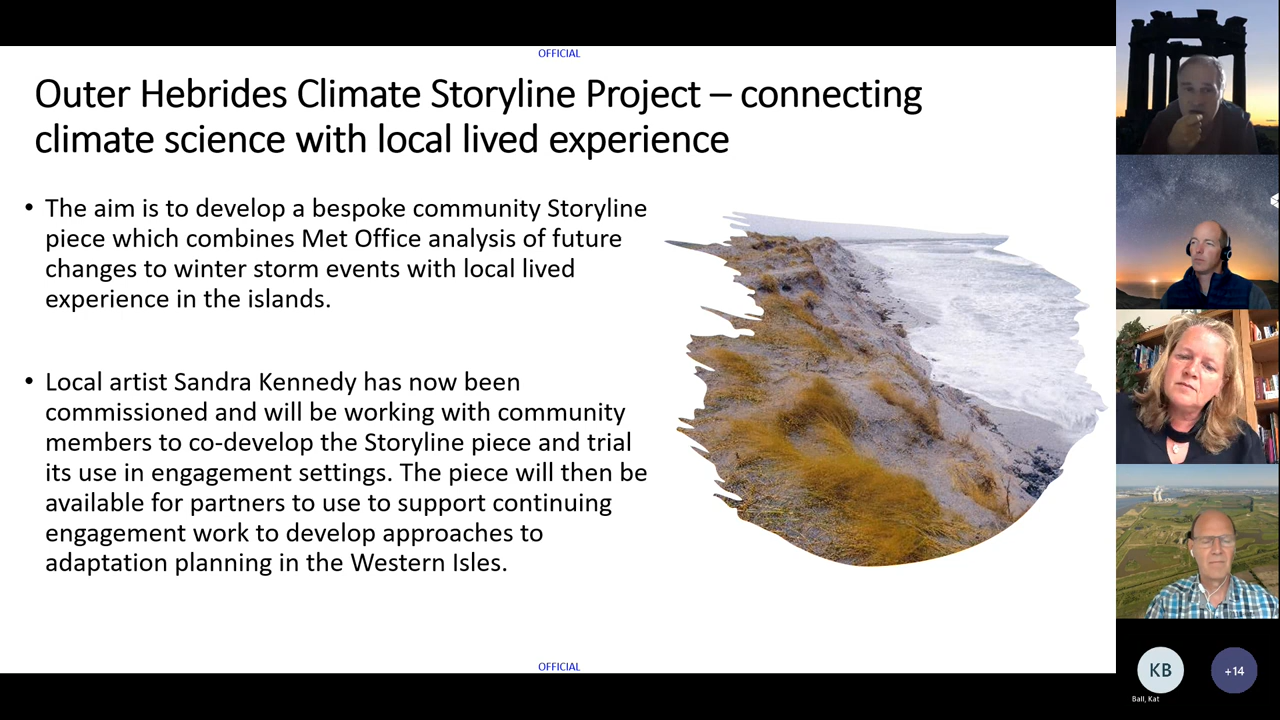 OFFICIAL
Outer Hebrides Climate Storyline Project – connecting
climate science with local lived experience
• The aim is to develop a bespoke community Storyline
piece which combines Met Office analysis of future
changes to winter storm events with local lived
experience in the islands.
• Local artist Sandra Kennedy has now been
commissioned and will be working with community
members to co-develop the Storyline piece and trial
its use in engagement settings. The piece will then be
available for partners to use to support continuing
engagement work to develop approaches to
adaptation planning in the Western Isles.
OFFICIAL
KB
+14
Ball, Kat